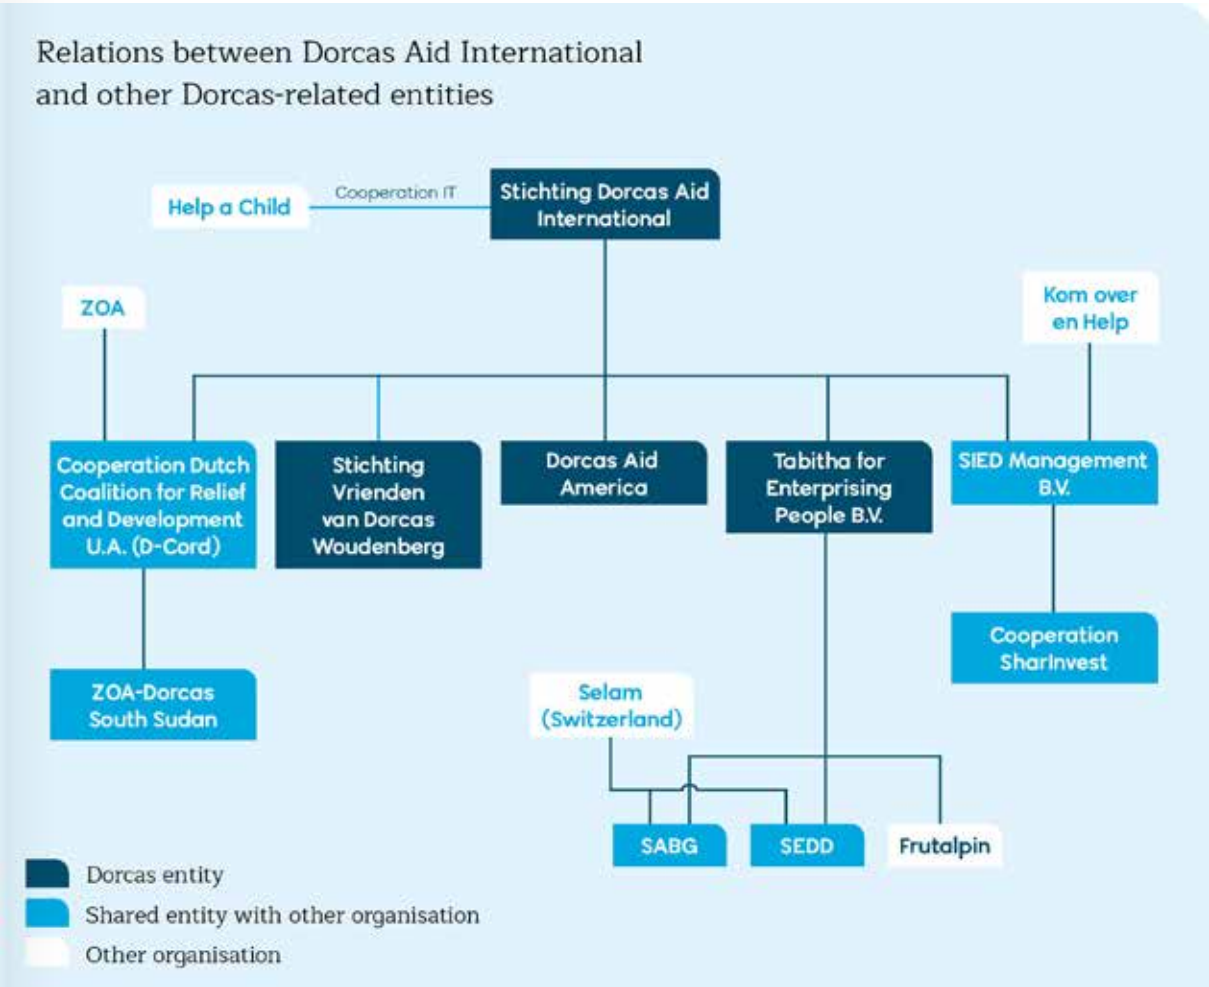 Relations between Dorcas Aid International
and other Dorcas-related entities
Help a Child
Cooperation IT
Stichting Dorcas Aid
International
ZOA
Kom over
en Help
Cooperation Dutch
Coalition for Relief
and Development
U.A. (D-Cord)
Stichting
Vrienden
van Dorcas
Woudenberg
Dorcas Aid
America
Tabitha for
Enterprising
People B.V.
SIED Management
B.V.
ZOA-Dorcas
South Sudan
Cooperation
SharInvest
Selam
(Switzerland)
SABG
SEDD
Frutalpin
Dorcas entity
Shared entity with other organisation
Other organisation